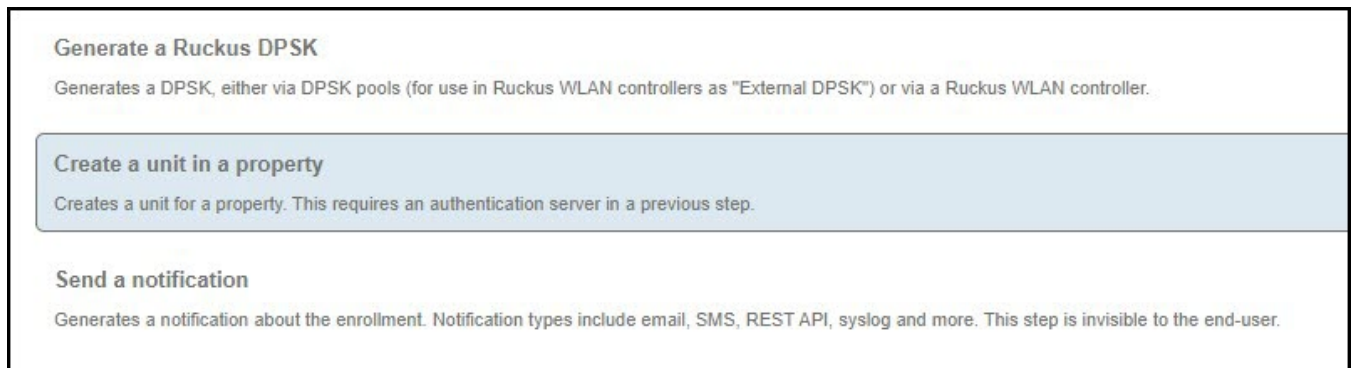 Generate a Ruckus DPSK
Generates a DPSK, either via DPSK pools (for use in Ruckus WLAN controllers as "External DPSK") or via a Ruckus WLAN controller.
Create a unit in a property
Creates a unit for a property. This requires an authentication server in a previous step.
Send a notification
Generates a notification about the enrollment. Notification types include email, SMS, REST API, syslog and more. This step is invisible to the end-user.